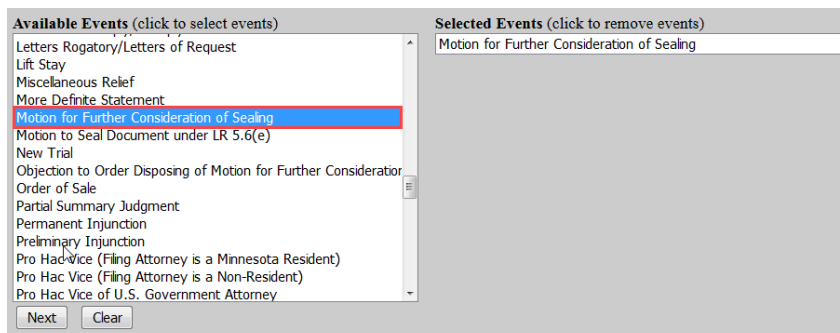 Available Events (click to select events)
Letters Rogatory/Letters of Request
Lift Stay
Miscellaneous Relief
More Definite Statement
Motion for Further Consideration of Sealing
Motion to Seal Document under LR 5.6(e)
New Trial
Objection to Order Disposing of Motion for Further Consideration
Order of Sale
Partial Summary Judgment
Permanent Injunction
Preliminary Injunction
Pro Hac Vice (Filing Attorney is a Minnesota Resident)
Pro Hac Vice (Filing Attorney is a Non-Resident)
Pro Hac Vice of U.S. Government Attorney
Next Clear
Selected Events (click to remove events)
Motion for Further Consideration of Sealing